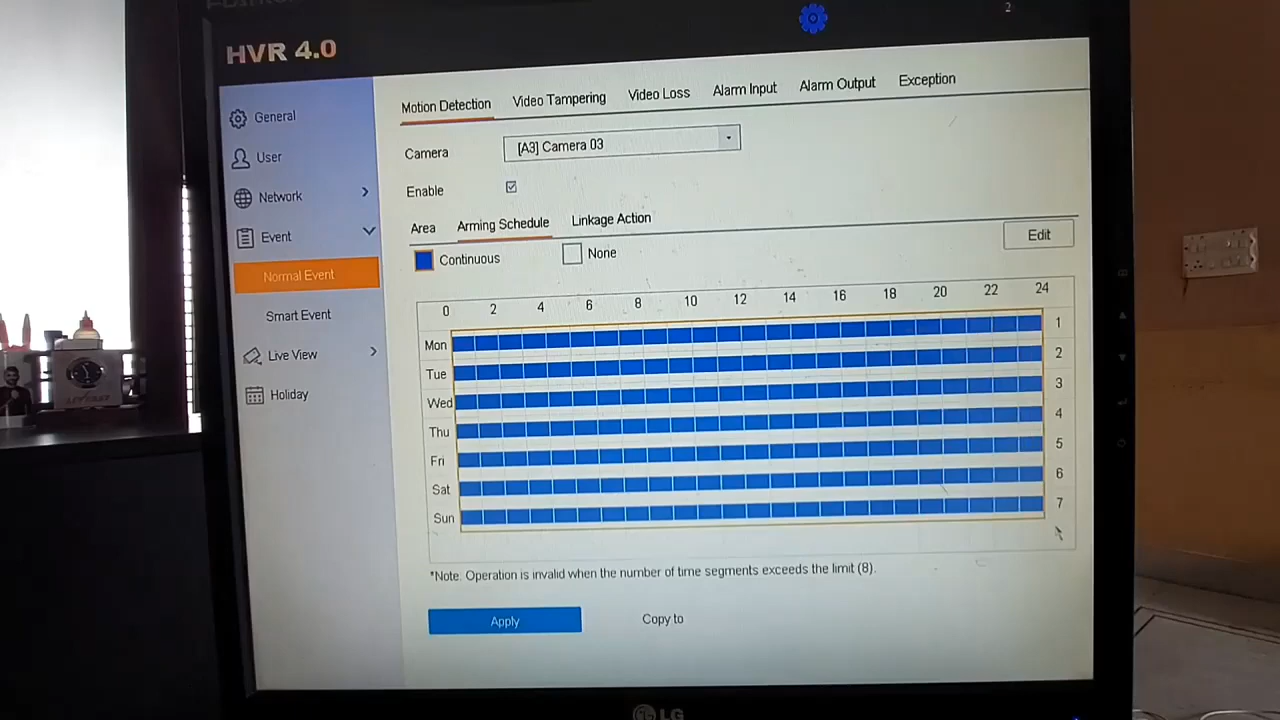 2
HVR 4.0
General
User
Network
Event
Normal Event
Smart Event
Live View
Holiday
Motion Detection Video Tampering Video Loss Alarm Input Alarm Output Exception
Camera [A3] Camera 03
Enable
Area Arming Schedule Linkage Action
Continuous None Edit
0 2 4 6 8 10 12 14 16 18 20 22 24
Mon 1
Tue 2
Wed 3
Thu 4
Fri 5
Sat 6
Sun 7
*Note: Operation is invalid when the number of time segments exceeds the limit (8).
Apply Copy to
LG